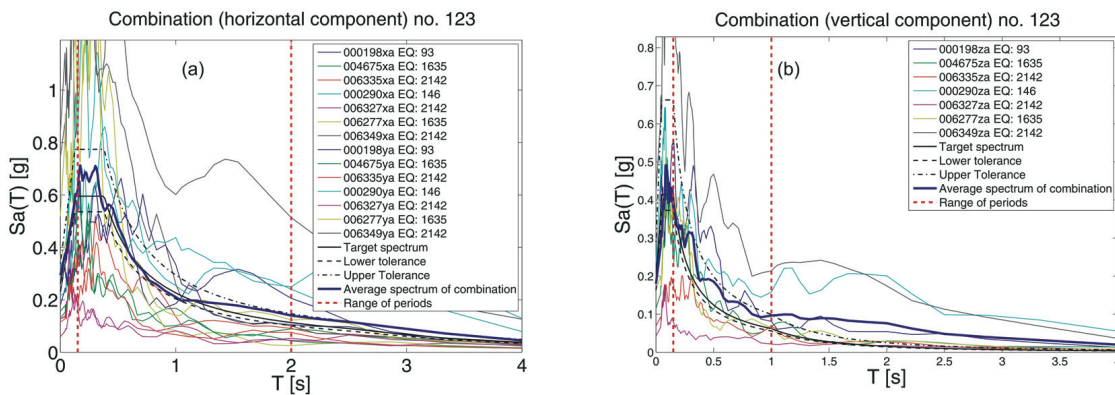 Combination (horizontal component) no. 123
(a)
000198xa EQ: 93
004675xa EQ: 1635
006335xa EQ: 2142
000290xa EQ: 146
006327xa EQ: 2142
006277xa EQ: 1635
006349xa EQ: 2142
000198ya EQ: 93
004675ya EQ: 1635
006335ya EQ: 2142
000290ya EQ: 146
006327ya EQ: 2142
006277ya EQ: 1635
006349ya EQ: 2142
Target spectrum
Lower tolerance
Upper Tolerance
Average spectrum of combination
Range of periods
Sa(T) [g]
1
0.8
0.6
0.4
0.2
0
0 1 2 3 4
T [s]
Combination (vertical component) no. 123
(b)
000198za EQ: 93
004675za EQ: 1635
006335za EQ: 2142
000290za EQ: 146
006327za EQ: 2142
006277za EQ: 1635
006349za EQ: 2142
Target spectrum
Lower tolerance
Upper Tolerance
Average spectrum of combination
Range of periods
Sa(T) [g]
0.8
0.7
0.6
0.5
0.4
0.3
0.2
0.1
0
0 0.5 1 1.5 2 2.5 3 3.5 4
T [s]